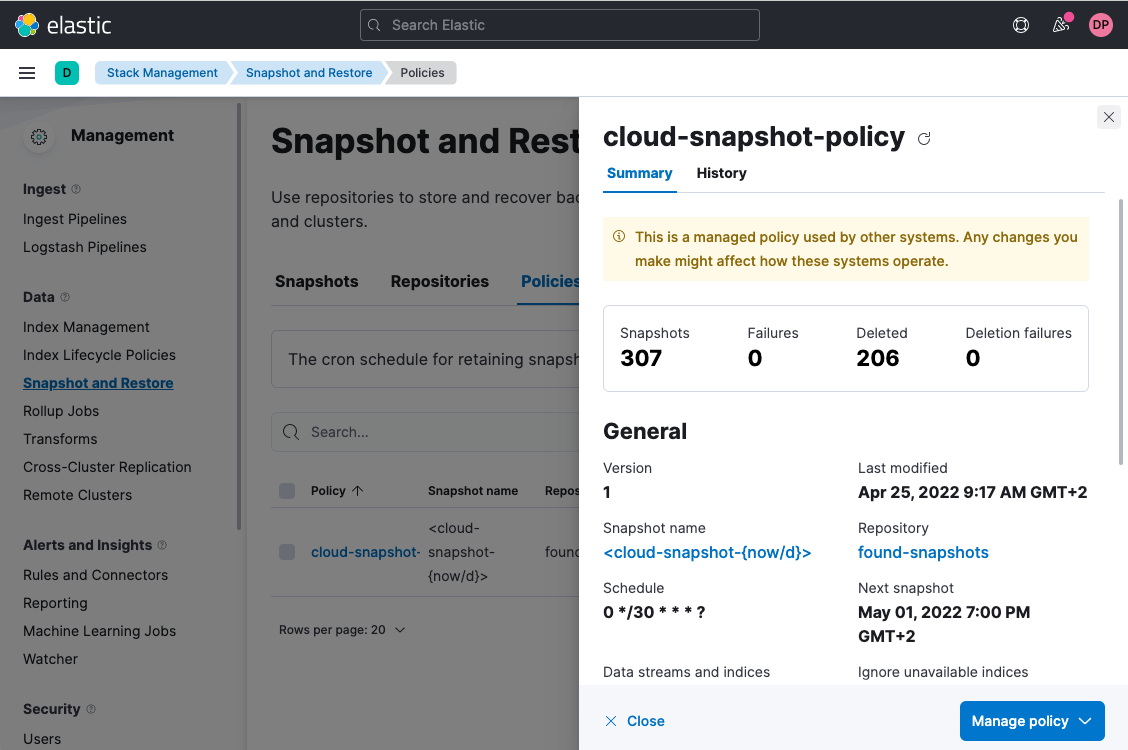 elastic
Search Elastic
DP
D
Stack Management
Snapshot and Restore
Policies
Management
Ingest
Ingest Pipelines
Logstash Pipelines
Data
Index Management
Index Lifecycle Policies
Snapshot and Restore
Rollup Jobs
Transforms
Cross-Cluster Replication
Remote Clusters
Alerts and Insights
Rules and Connectors
Reporting
Machine Learning Jobs
Watcher
Security
Users
Snapshot and Rest
Use repositories to store and recover bac
and clusters.
Snapshots
Repositories
Policies
The cron schedule for retaining snapsh
Search...
Policy
Snapshot name
Repos
cloud-snapshot-
<cloud-
snapshot-
{now/d}>
found
Rows per page: 20
cloud-snapshot-policy
Summary
History
This is a managed policy used by other systems. Any changes you
make might affect how these systems operate.
Snapshots
Failures
Deleted
Deletion failures
307
0
206
0
General
Version
Last modified
1
Apr 25, 2022 9:17 AM GMT+2
Snapshot name
Repository
<cloud-snapshot-{now/d}>
found-snapshots
Schedule
Next snapshot
0 */30 * * * ?
May 01, 2022 7:00 PM
GMT+2
Data streams and indices
Ignore unavailable indices
Close
Manage policy